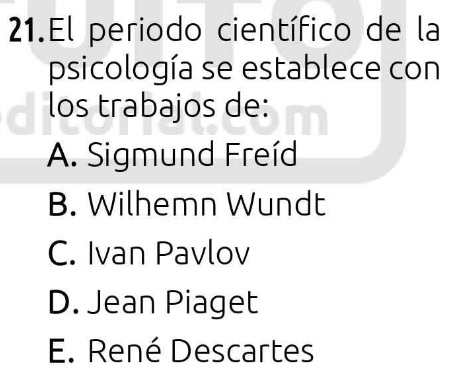 21. El periodo científico de la
psicología se establece con
los trabajos de:
A. Sigmund Freíd
B. Wilhemn Wundt
C. Ivan Pavlov
D. Jean Piaget
E. René Descartes